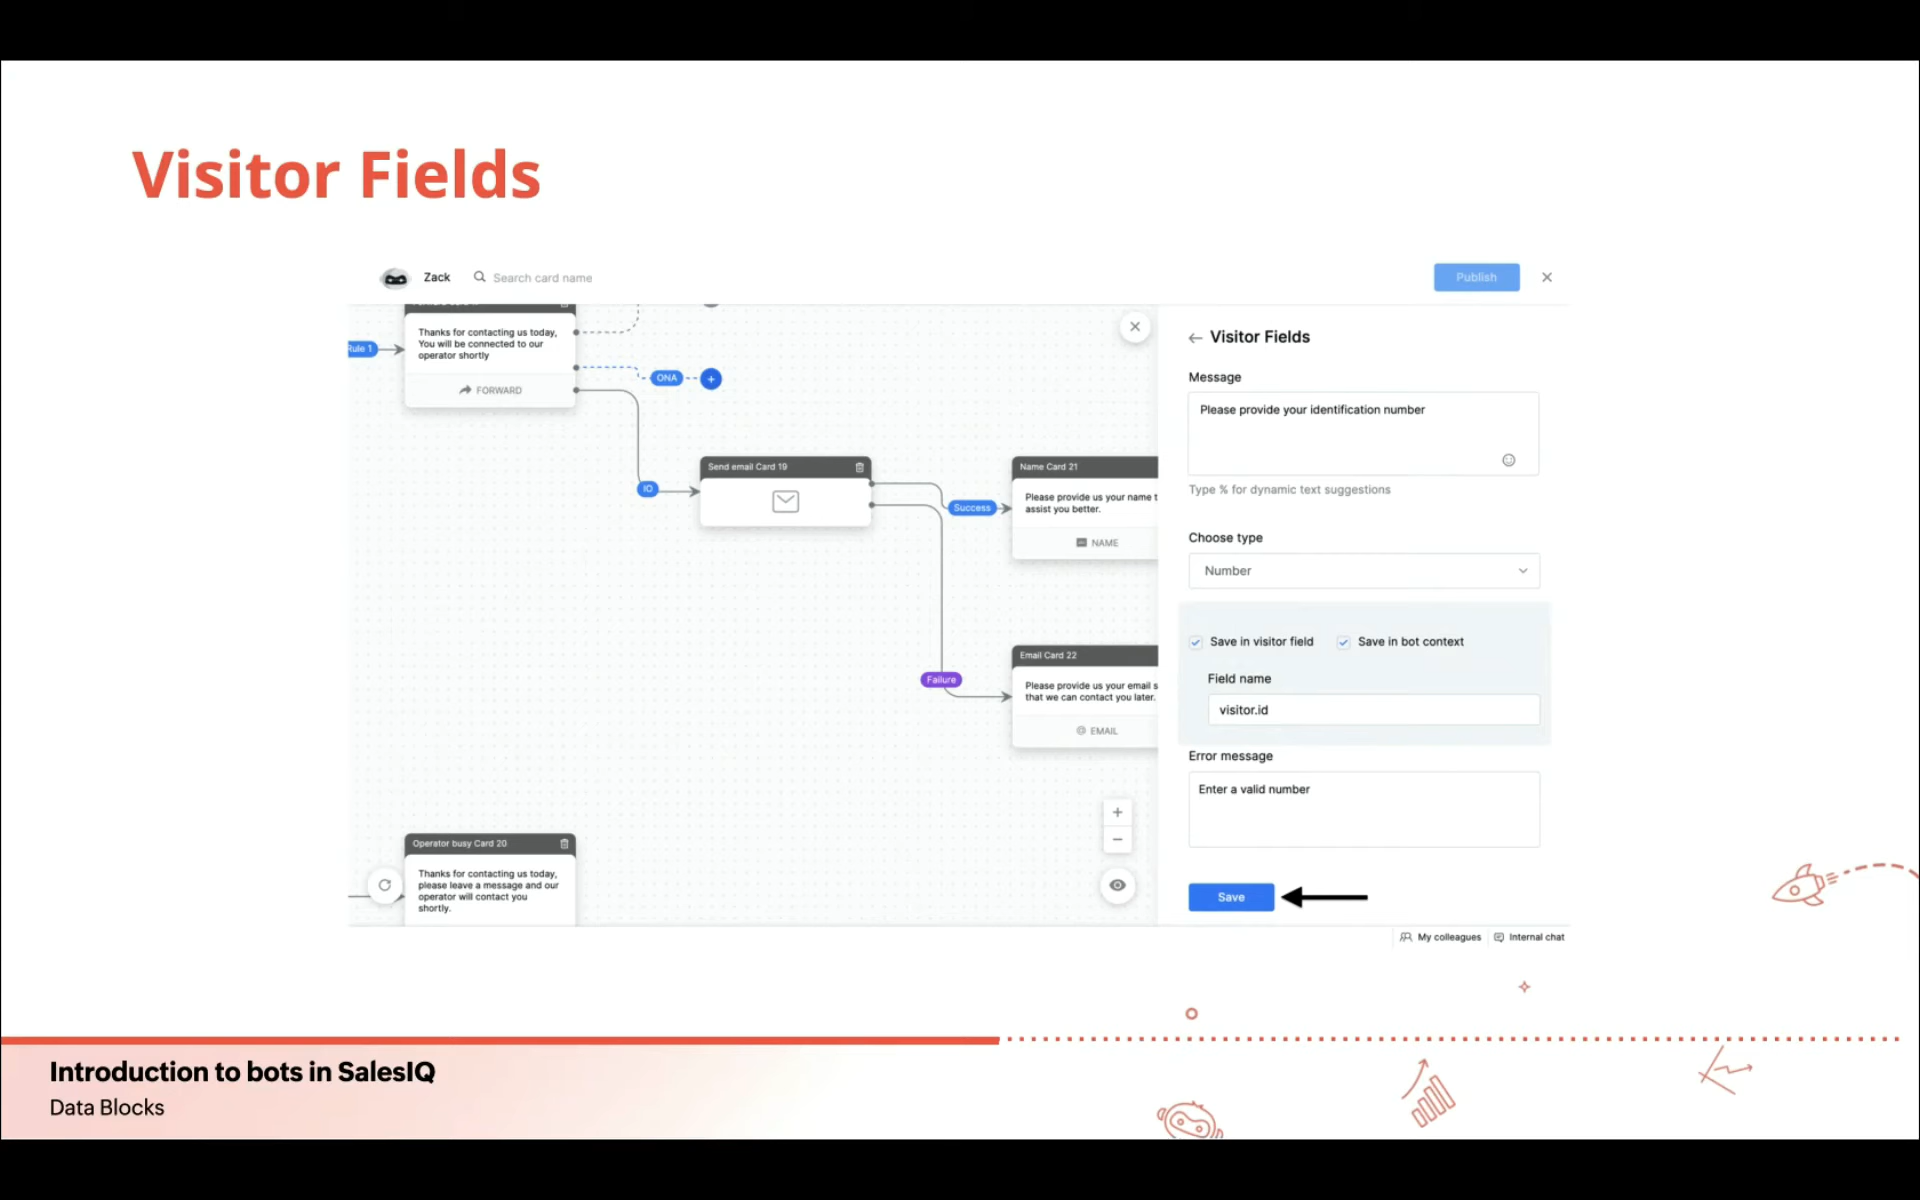 Visitor Fields
Zack
Search card name
Publish
Thanks for contacting us today,
You will be connected to our
operator shortly
FORWARD
Rule 1
ONA
IO
Send email Card 19
Success
Failure
Name Card 21
Please provide us your name t
assist you better.
NAME
Email Card 22
Please provide us your email s
that we can contact you later.
EMAIL
Operator busy Card 20
Thanks for contacting us today,
please leave a message and our
operator will contact you
shortly.
Visitor Fields
Message
Please provide your identification number
Type % for dynamic text suggestions
Choose type
Number
Save in visitor field
Save in bot context
Field name
visitor.id
Error message
Enter a valid number
Save
My colleagues
Internal chat
Introduction to bots in SalesIQ
Data Blocks